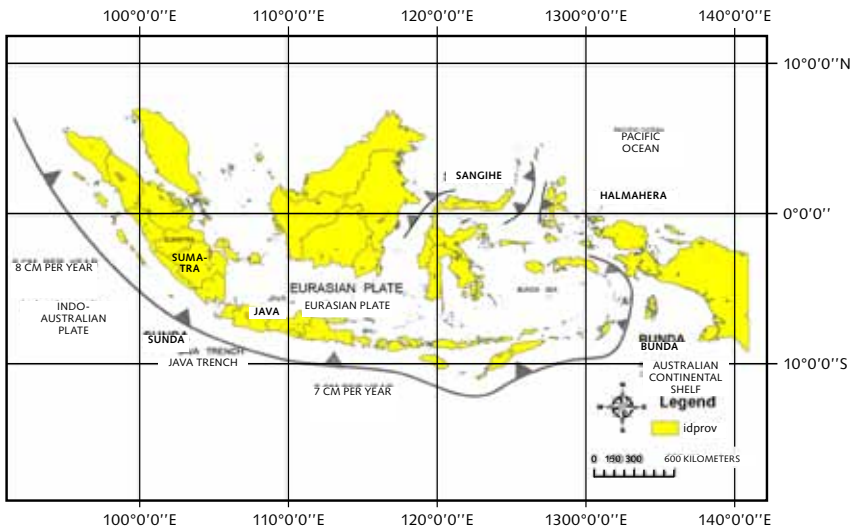 100°0'0''E
110°0'0''E
120°0'0''E
1300°0'0''E
140°0'0''E
10°0'0''N
PACIFIC
OCEAN
SANGIHE
HALMAHERA
0°0'0''
SUMA-
TRA
8 CM PER YEAR
EURASIAN PLATE
EURASIAN PLATE
INDO-
AUSTRALIAN
PLATE
JAVA
SUNDA
JAVA TRENCH
BUNDA
10°0'0''S
AUSTRALIAN
CONTINENTAL
SHELF
7 CM PER YEAR
Legend
idprov
0 150 300 600 KILOMETERS
100°0'0''E
110°0'0''E
120°0'0''E
1300°0'0''E
140°0'0''E